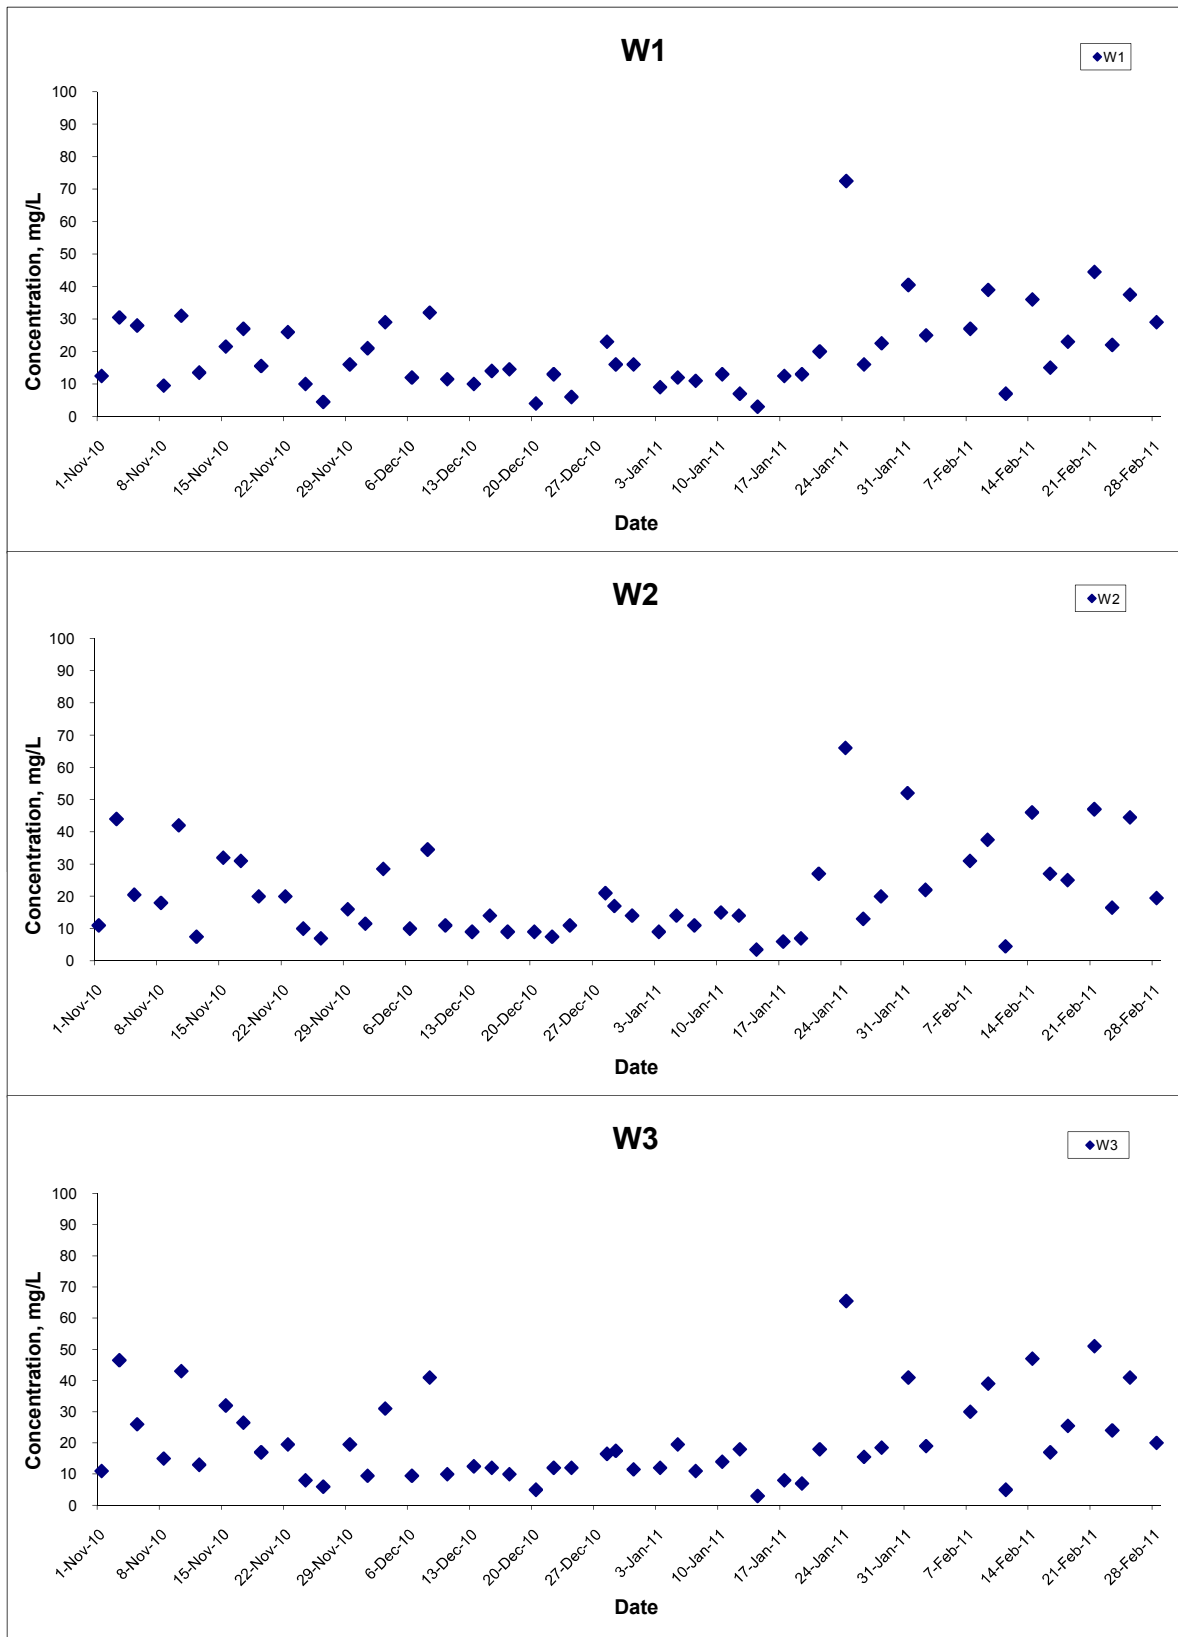 W1
W1
100
90
80
70
60
50
40
30
20
10
0
Concentration, mg/L
1-Nov-10
8-Nov-10
15-Nov-10
22-Nov-10
29-Nov-10
6-Dec-10
13-Dec-10
20-Dec-10
27-Dec-10
3-Jan-11
10-Jan-11
17-Jan-11
24-Jan-11
31-Jan-11
7-Feb-11
14-Feb-11
21-Feb-11
28-Feb-11
Date
W2
W2
100
90
80
70
60
50
40
30
20
10
0
Concentration, mg/L
1-Nov-10
8-Nov-10
15-Nov-10
22-Nov-10
29-Nov-10
6-Dec-10
13-Dec-10
20-Dec-10
27-Dec-10
3-Jan-11
10-Jan-11
17-Jan-11
24-Jan-11
31-Jan-11
7-Feb-11
14-Feb-11
21-Feb-11
28-Feb-11
Date
W3
W3
100
90
80
70
60
50
40
30
20
10
0
Concentration, mg/L
1-Nov-10
8-Nov-10
15-Nov-10
22-Nov-10
29-Nov-10
6-Dec-10
13-Dec-10
20-Dec-10
27-Dec-10
3-Jan-11
10-Jan-11
17-Jan-11
24-Jan-11
31-Jan-11
7-Feb-11
14-Feb-11
21-Feb-11
28-Feb-11
Date